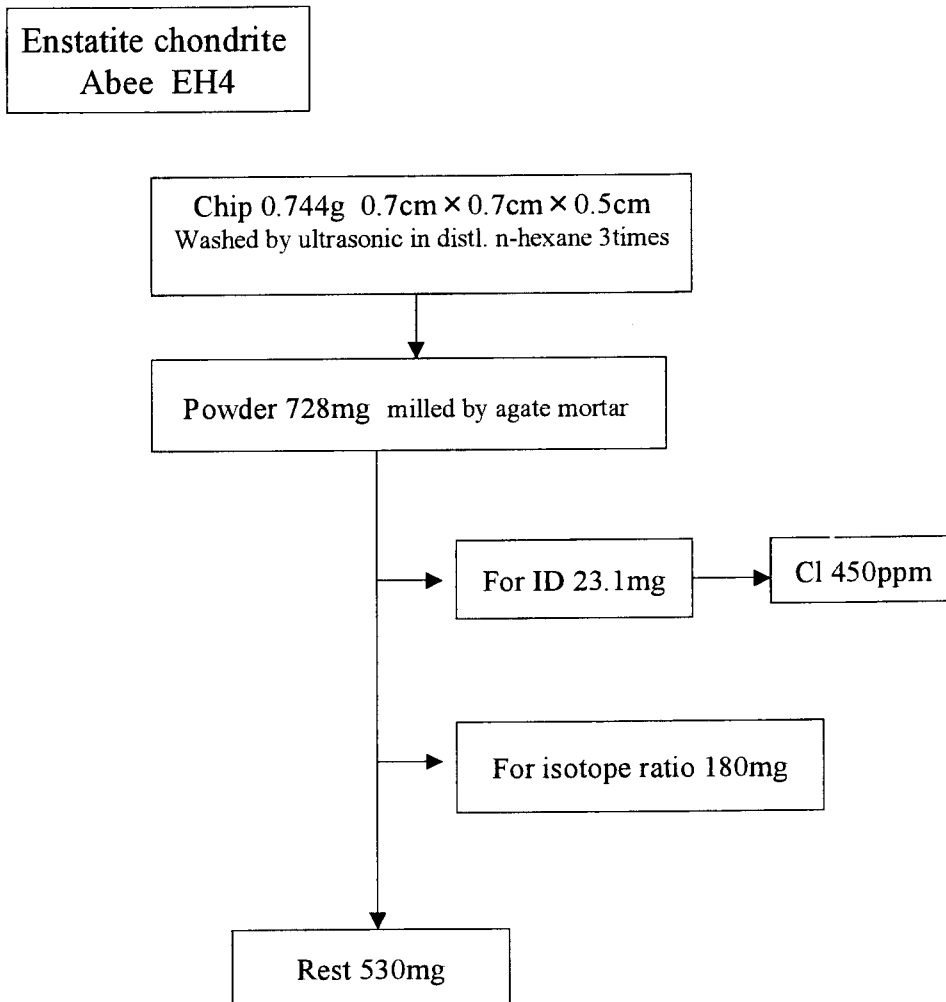 Enstatite chondrite
Abee EH4
Chip 0.744g 0.7cm × 0.7cm × 0.5cm
Washed by ultrasonic in distl. n-hexane 3times
Powder 728mg milled by agate mortar
For ID 23.1mg
Cl 450ppm
For isotope ratio 180mg
Rest 530mg